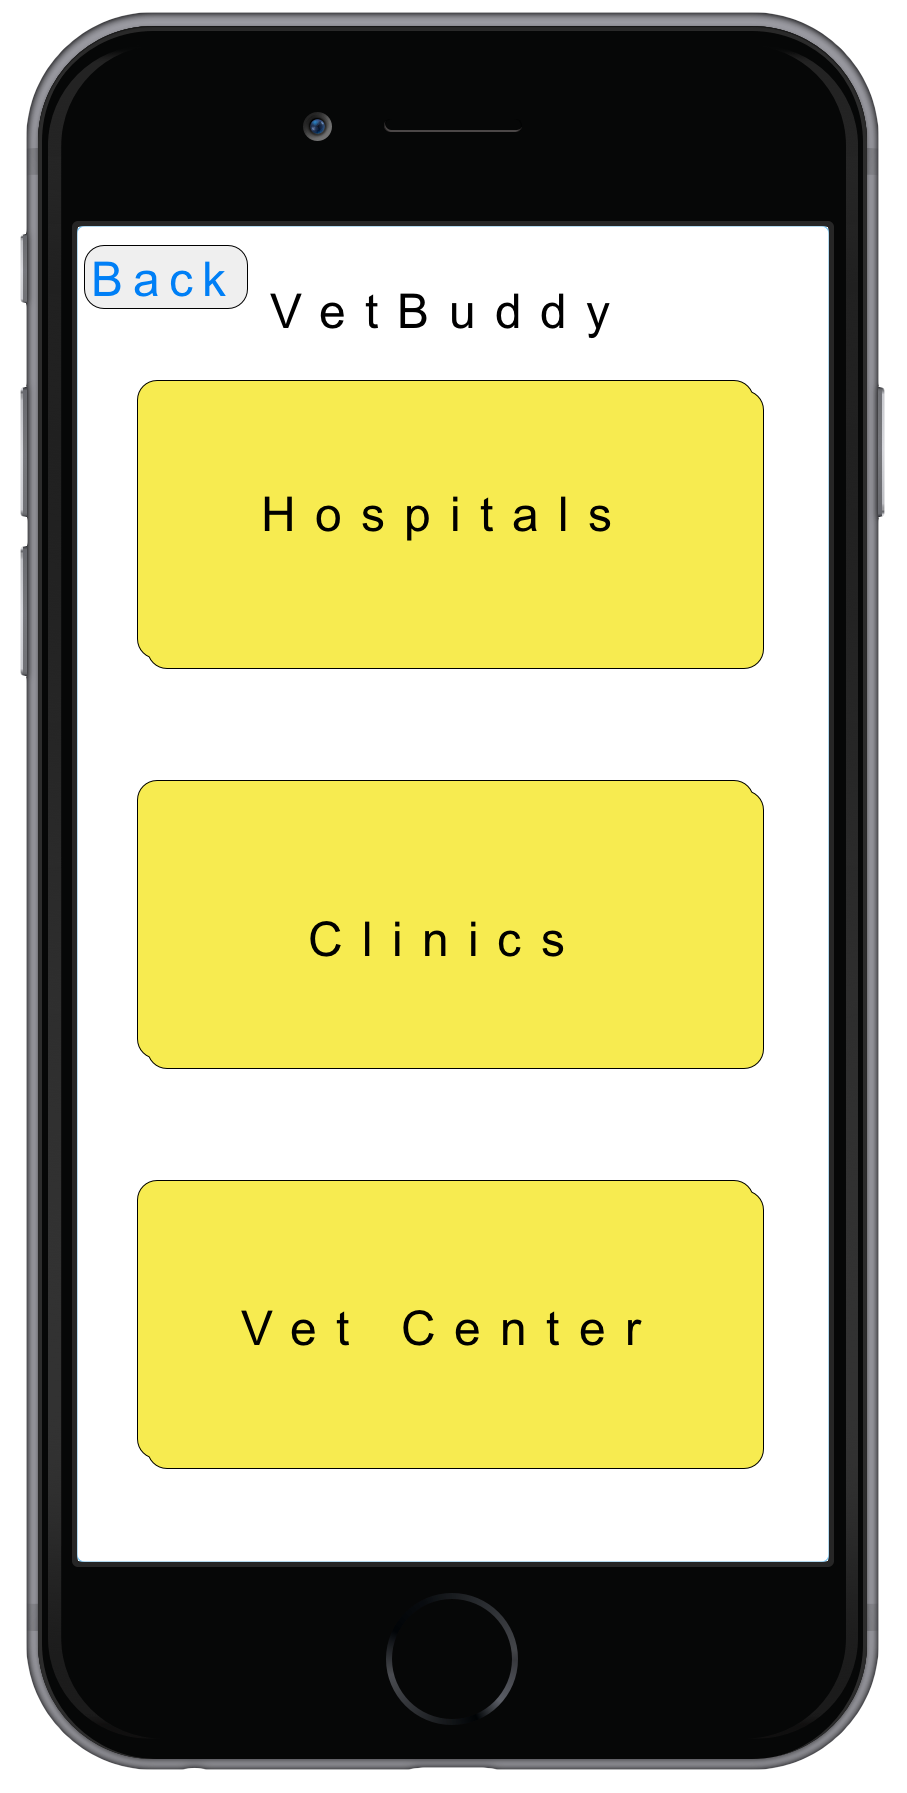 Back
VetBuddy
Hospitals
Clinics
Vet Center